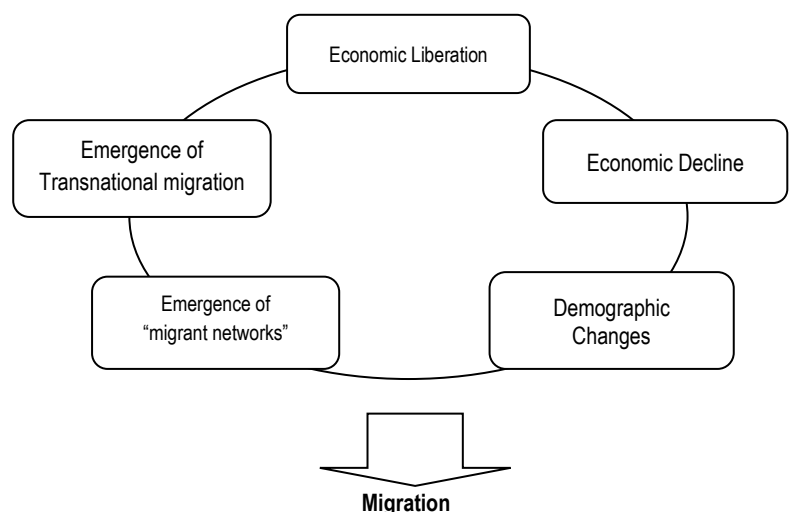 Economic Liberation
Emergence of
Transnational migration
Economic Decline
Emergence of
“migrant networks”
Demographic
Changes
Migration